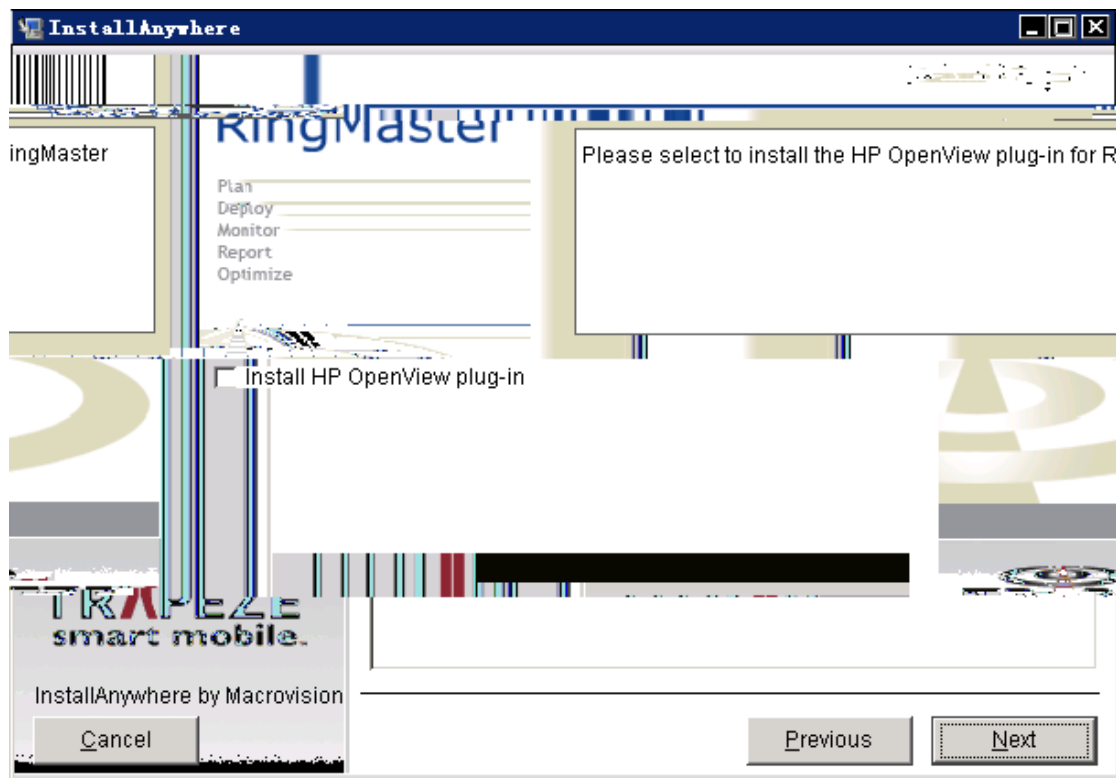 InstallAnywhere
RingMaster
ingMaster
Please select to install the HP OpenView plug-in for R
Plan
Deploy
Monitor
Report
Optimize
Install HP OpenView plug-in
TRAPEZE
smart mobile.
InstallAnywhere by Macrovision
Cancel
Previous
Next